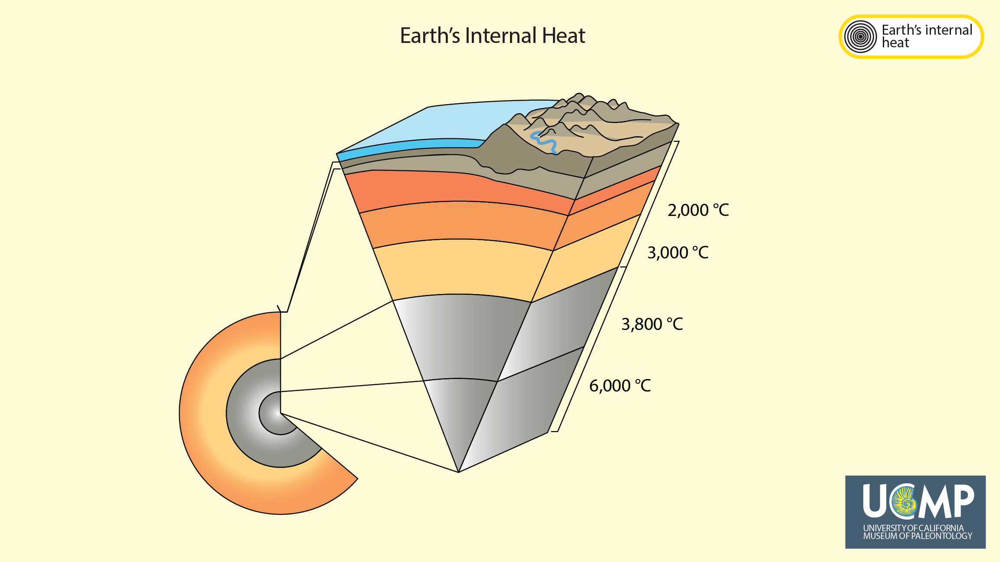 Earth’s Internal Heat
Earth’s internal
heat
2,000 °C
3,000 °C
3,800 °C
6,000 °C
UCMP
UNIVERSITY OF CALIFORNIA
MUSEUM OF PALEONTOLOGY